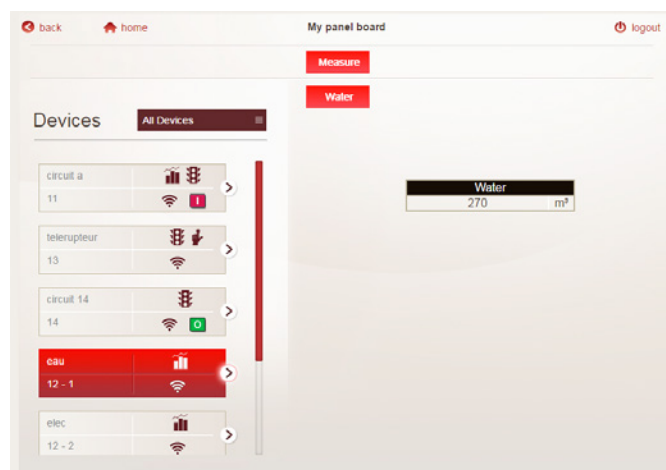 back home My panel board logout
Measure
Water
Devices All Devices
circuit a
11 I
telerupteur
13
circuit 14
14 O
eau
12 - 1
elec
12 - 2
Water
270 m³